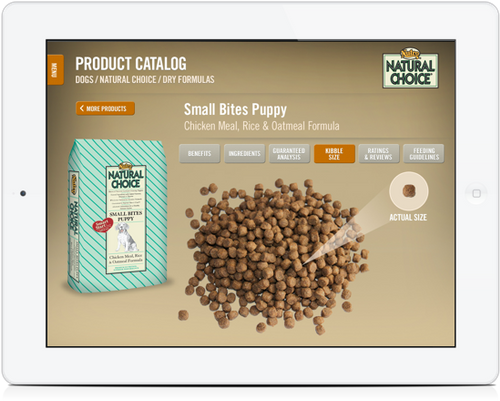 MENU
PRODUCT CATALOG
DOGS / NATURAL CHOICE / DRY FORMULAS
Nutro
NATURAL
CHOICE
MORE PRODUCTS
Small Bites Puppy
Chicken Meal, Rice & Oatmeal Formula
BENEFITS
INGREDIENTS
GUARANTEED
ANALYSIS
KIBBLE
SIZE
RATINGS
& REVIEWS
FEEDING
GUIDELINES
ACTUAL SIZE
NATURAL
CHOICE
SMALL BITES
PUPPY
Chicken Meal, Rice
& Oatmeal Formula